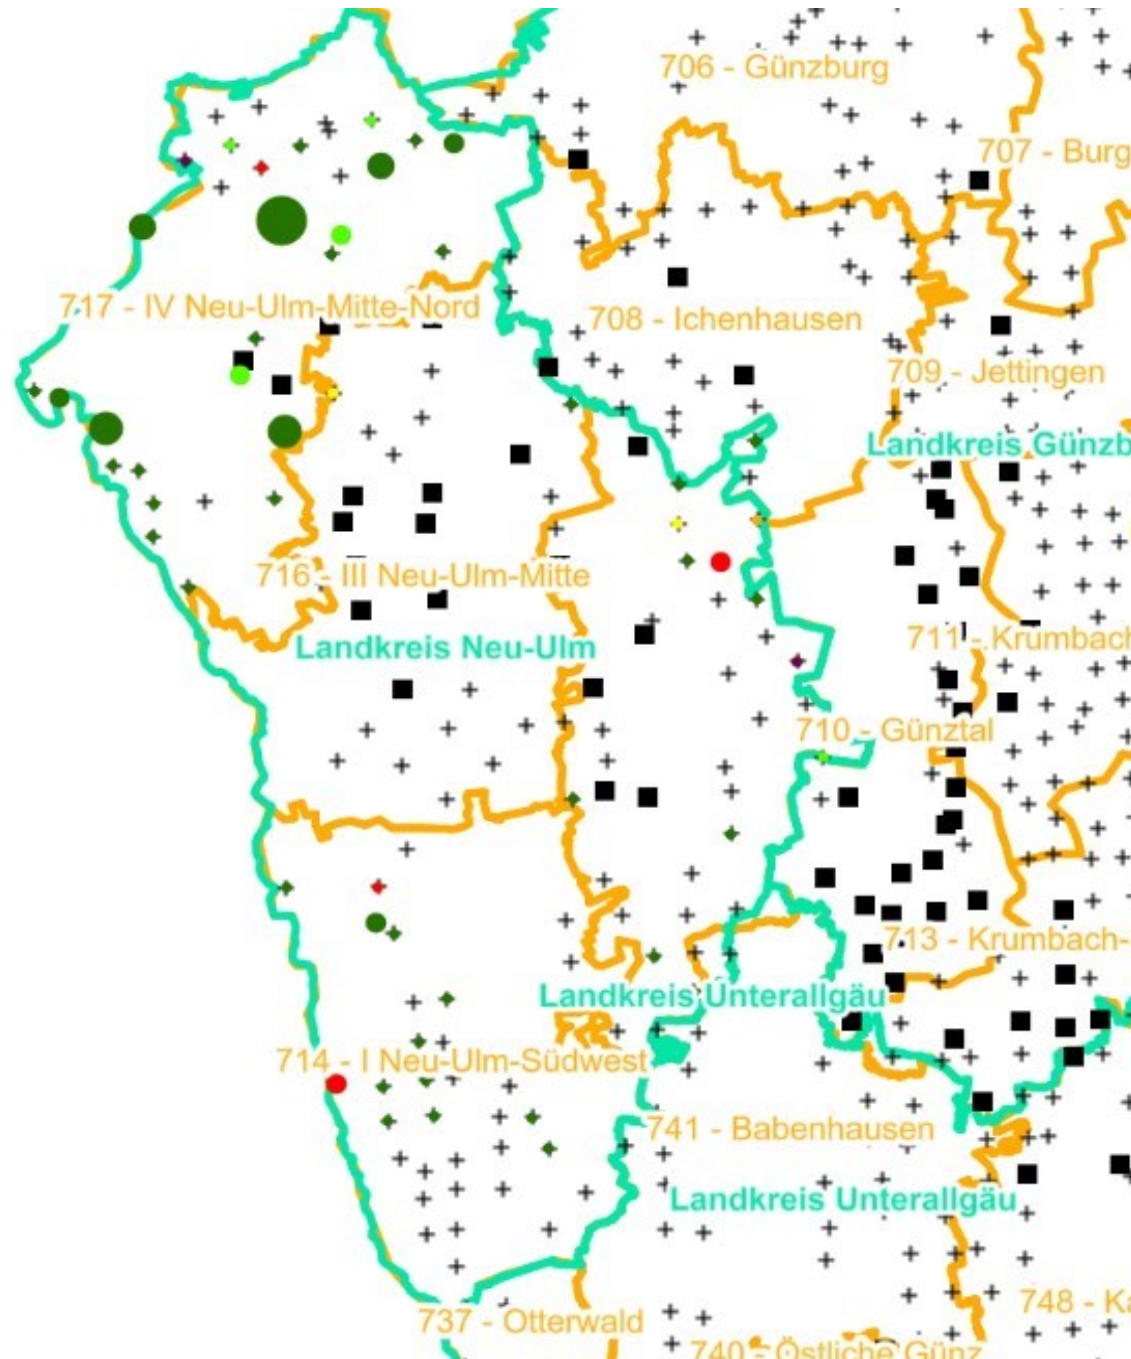 706 - Günzburg
707 - Burg
717 - IV Neu-Ulm-Mitte-Nord
708 - Ichenhausen
709 - Jettingen
Landkreis Günzb
716 - III Neu-Ulm-Mitte
711 - Krumbach
Landkreis Neu-Ulm
710 - Günztal
713 - Krumbach-
Landkreis Unterallgäu
714 - I Neu-Ulm-Südwest
741 - Babenhausen
Landkreis Unterallgäu
748 - Ka
737 - Otterwald
740 - Östliche Günz